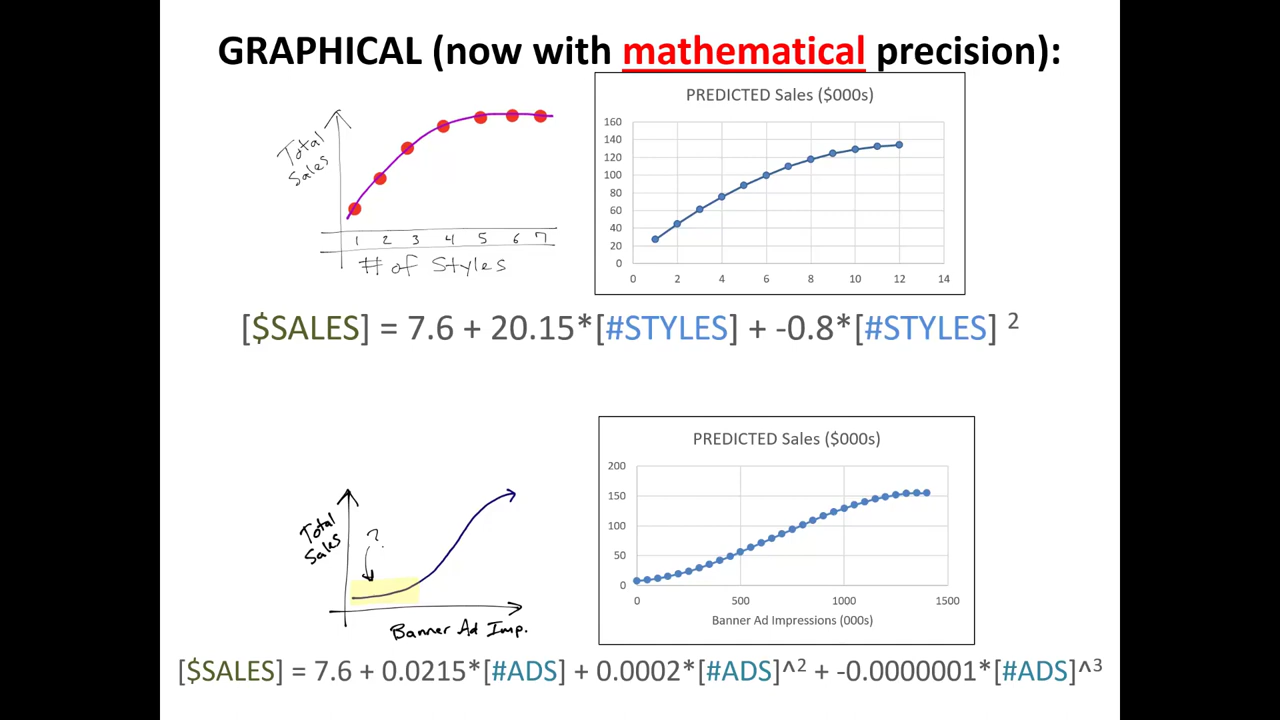 GRAPHICAL (now with mathematical precision):
Total
Sales
1 2 3 4 5 6 7
# of Styles
PREDICTED Sales ($000s)
160
140
120
100
80
60
40
20
0
0 2 4 6 8 10 12 14
[$SALES] = 7.6 + 20.15*[#STYLES] + -0.8*[#STYLES] ²
Total
Sales
?
Banner Ad Imp.
PREDICTED Sales ($000s)
200
150
100
50
0
0 500 1000 1500
Banner Ad Impressions (000s)
[$SALES] = 7.6 + 0.0215*[#ADS] + 0.0002*[#ADS]^² + -0.0000001*[#ADS]^³